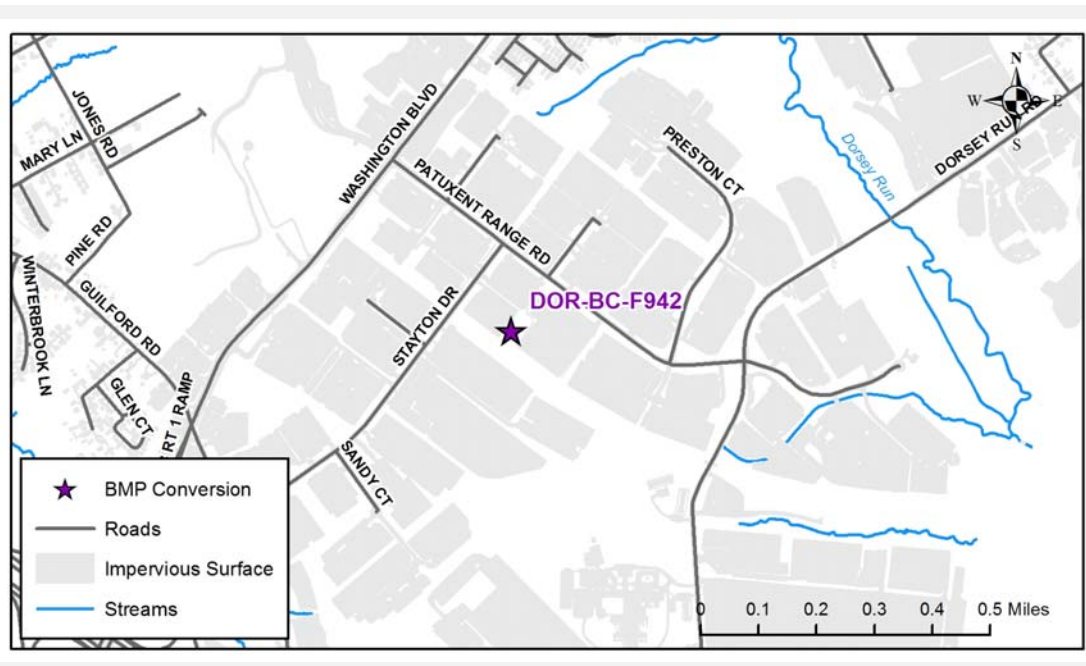 JONES RD
MARY LN
PINE RD
WINTERBROOK LN
GUILFORD RD
GLEN CT
RT 1 RAMP
WASHINGTON BLVD
PATUXENT RANGE RD
PRESTON CT
STAYTON DR
SANDY CT
DOR-BC-F942
Dorsey Run
DORSEY RUN RD
N
W
E
S
BMP Conversion
Roads
Impervious Surface
Streams
0 0.1 0.2 0.3 0.4 0.5 Miles